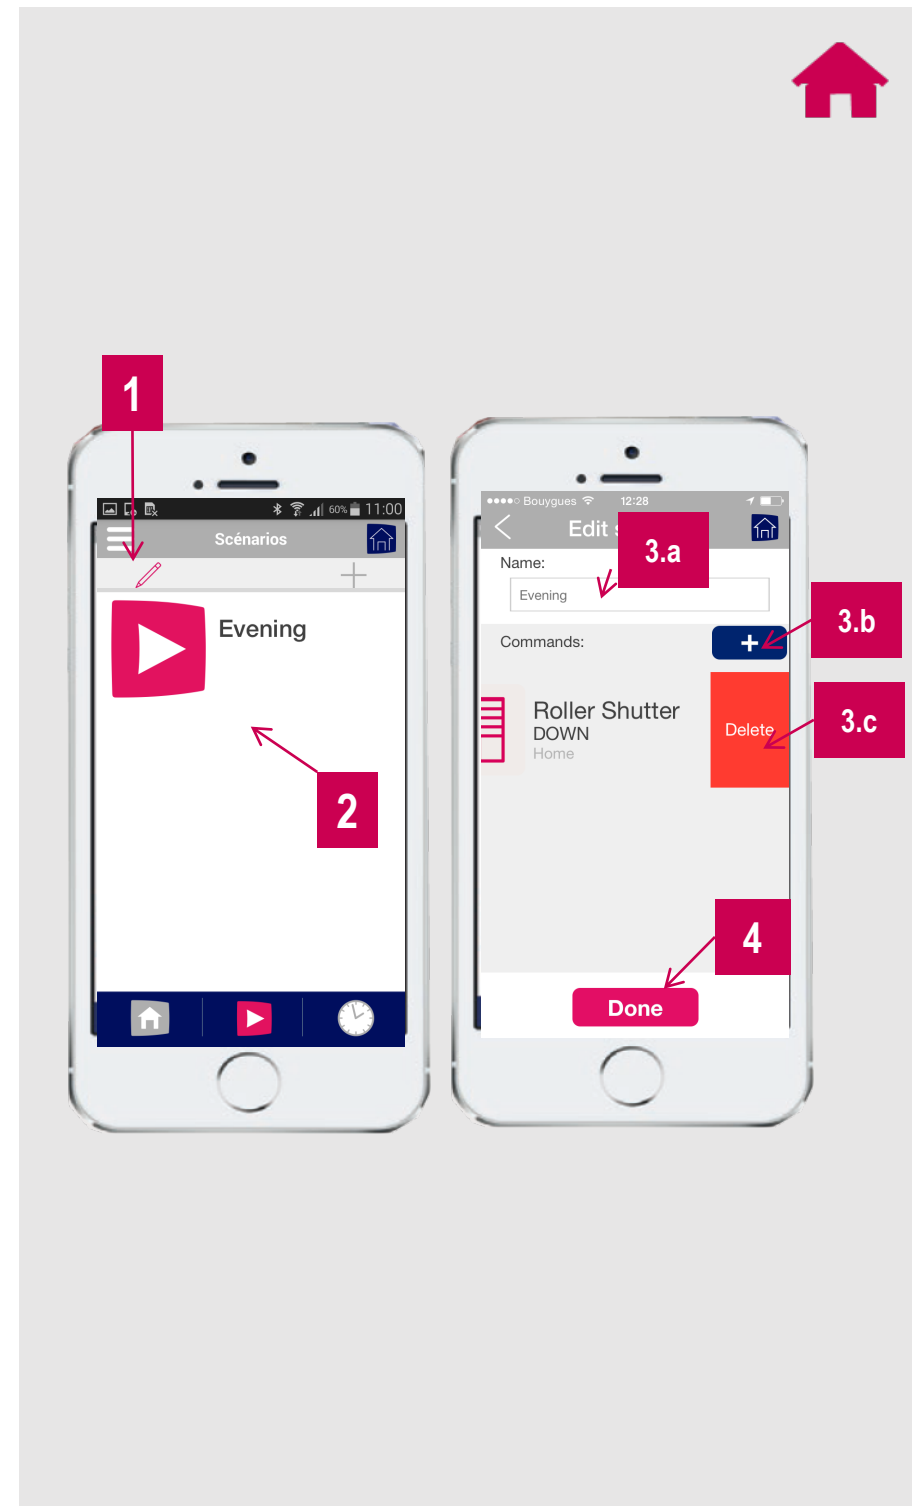 1
60% 11:00
Scénarios
Evening
2
Bouygues 12:28
Edit s
3.a
Name:
Evening
3.b
Commands:
+
Roller Shutter
DOWN
Home
Delete
3.c
4
Done